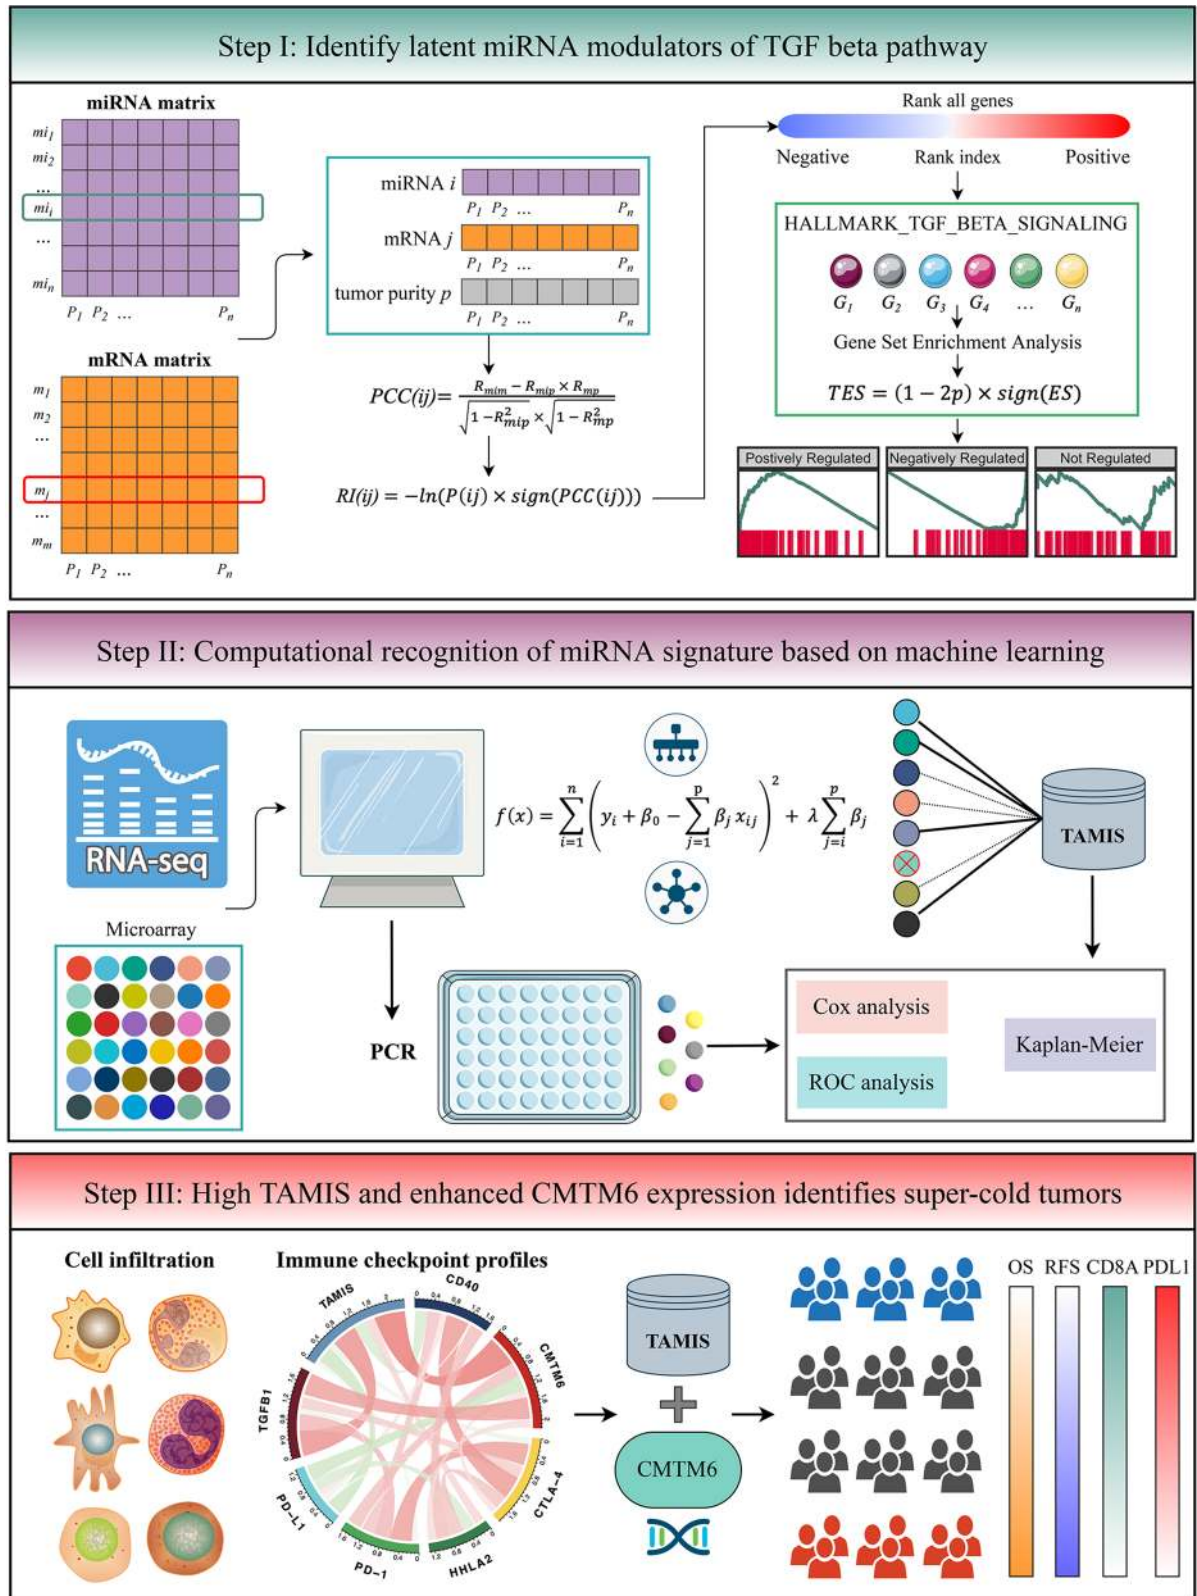 Step I: Identify latent miRNA modulators of TGF beta pathway
miRNA matrix
mi1
mi2
...
mii
...
min
P1 P2 ... Pn
mRNA matrix
m1
m2
...
mj
...
mm
P1 P2 ... Pn
miRNA i
P1 P2 ... Pn
mRNA j
P1 P2 ... Pn
tumor purity p
P1 P2 ... Pn
PCC(ij)= (Rmim − Rmip × Rmp) / (√(1 −R²mip) × √(1 − R²mp))
RI(ij) = −ln(P(ij) × sign(PCC(ij)))
Rank all genes
Negative Rank index Positive
HALLMARK_TGF_BETA_SIGNALING
G1 G2 G3 G4 ... Gn
Gene Set Enrichment Analysis
TES = (1 − 2p) × sign(ES)
Postively Regulated
Negatively Regulated
Not Regulated
Step II: Computational recognition of miRNA signature based on machine learning
RNA-seq
Microarray
f(x) = ∑i=1n (yi + β0 − ∑j=1p βj xij)² + λ ∑j=ip βj
TAMIS
PCR
Cox analysis
ROC analysis
Kaplan-Meier
Step III: High TAMIS and enhanced CMTM6 expression identifies super-cold tumors
Cell infiltration
Immune checkpoint profiles
TAMIS
CD40
CMTM6
CTLA-4
HHLA2
PD-1
PD-L1
TGFB1
TAMIS
CMTM6
OS RFS CD8A PDL1